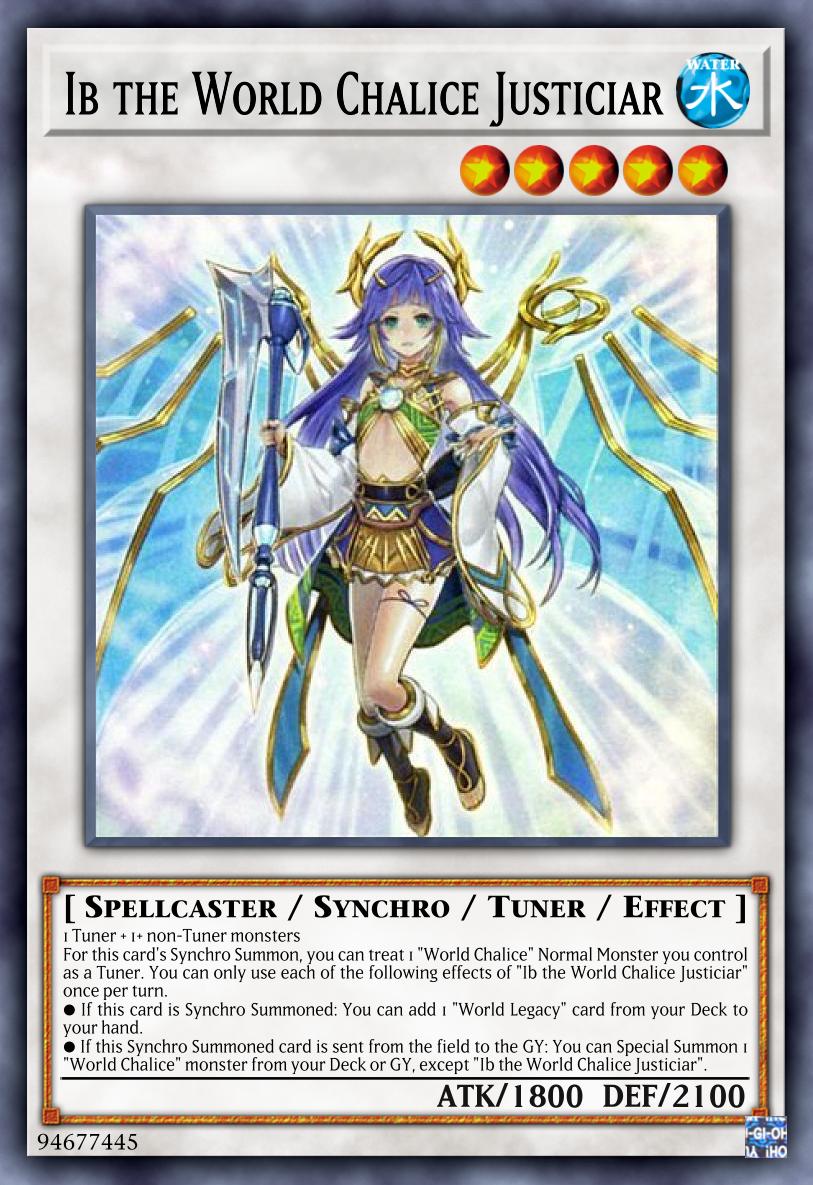 Ib the World Chalice Justiciar
WATER
水
[ Spellcaster / Synchro / Tuner / Effect ]
1 Tuner + 1+ non-Tuner monsters
For this card's Synchro Summon, you can treat 1 "World Chalice" Normal Monster you control
as a Tuner. You can only use each of the following effects of "Ib the World Chalice Justiciar"
once per turn.
● If this card is Synchro Summoned: You can add 1 "World Legacy" card from your Deck to
your hand.
● If this Synchro Summoned card is sent from the field to the GY: You can Special Summon 1
"World Chalice" monster from your Deck or GY, except "Ib the World Chalice Justiciar".
ATK/1800 DEF/2100
94677445